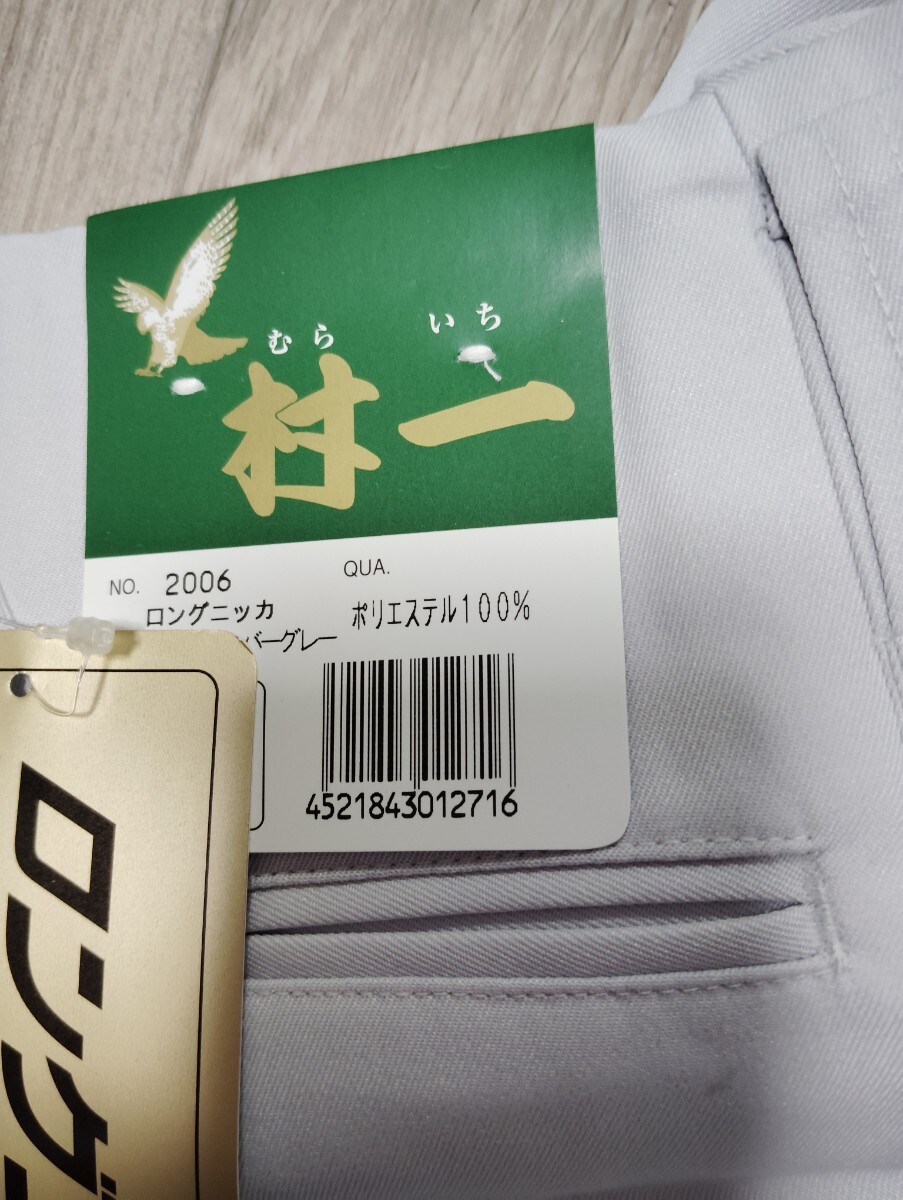 むら いち
村一
NO. 2006
QUA.
ロングニッカ
ポリエステル100%
バーグレー
4521843012716
ロング